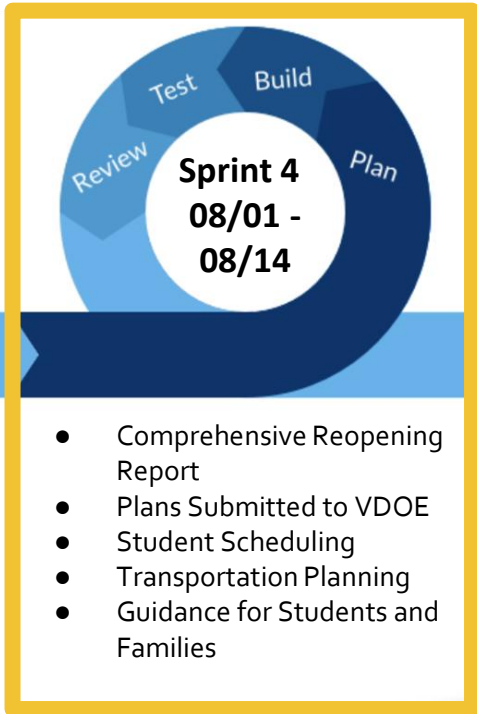 Test
Build
Review
Plan
Sprint 4
08/01 -
08/14
● Comprehensive Reopening
Report
● Plans Submitted to VDOE
● Student Scheduling
● Transportation Planning
● Guidance for Students and
Families